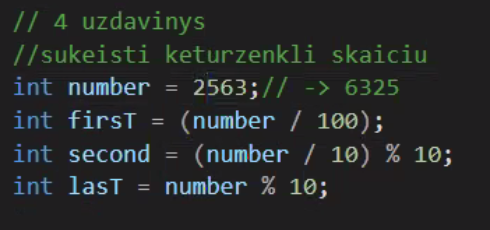 // 4 uzdavinys
//sukeisti keturzenkli skaiciu
int number = 2563;// -> 6325
int firsT = (number / 100);
int second = (number / 10) % 10;
int lasT = number % 10;